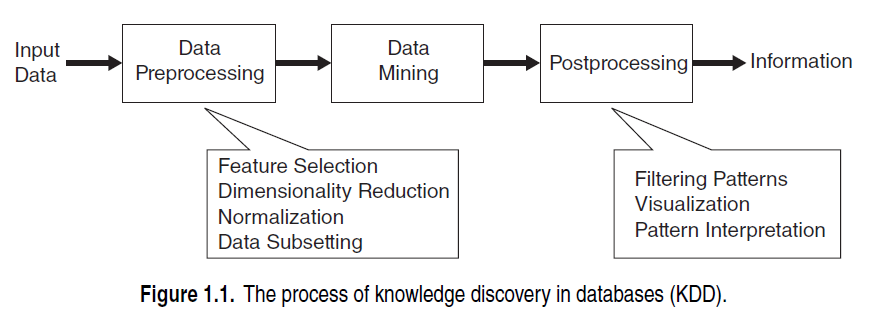 Input
Data
Data
Preprocessing
Data
Mining
Postprocessing
Information
Feature Selection
Dimensionality Reduction
Normalization
Data Subsetting
Filtering Patterns
Visualization
Pattern Interpretation
Figure 1.1. The process of knowledge discovery in databases (KDD).